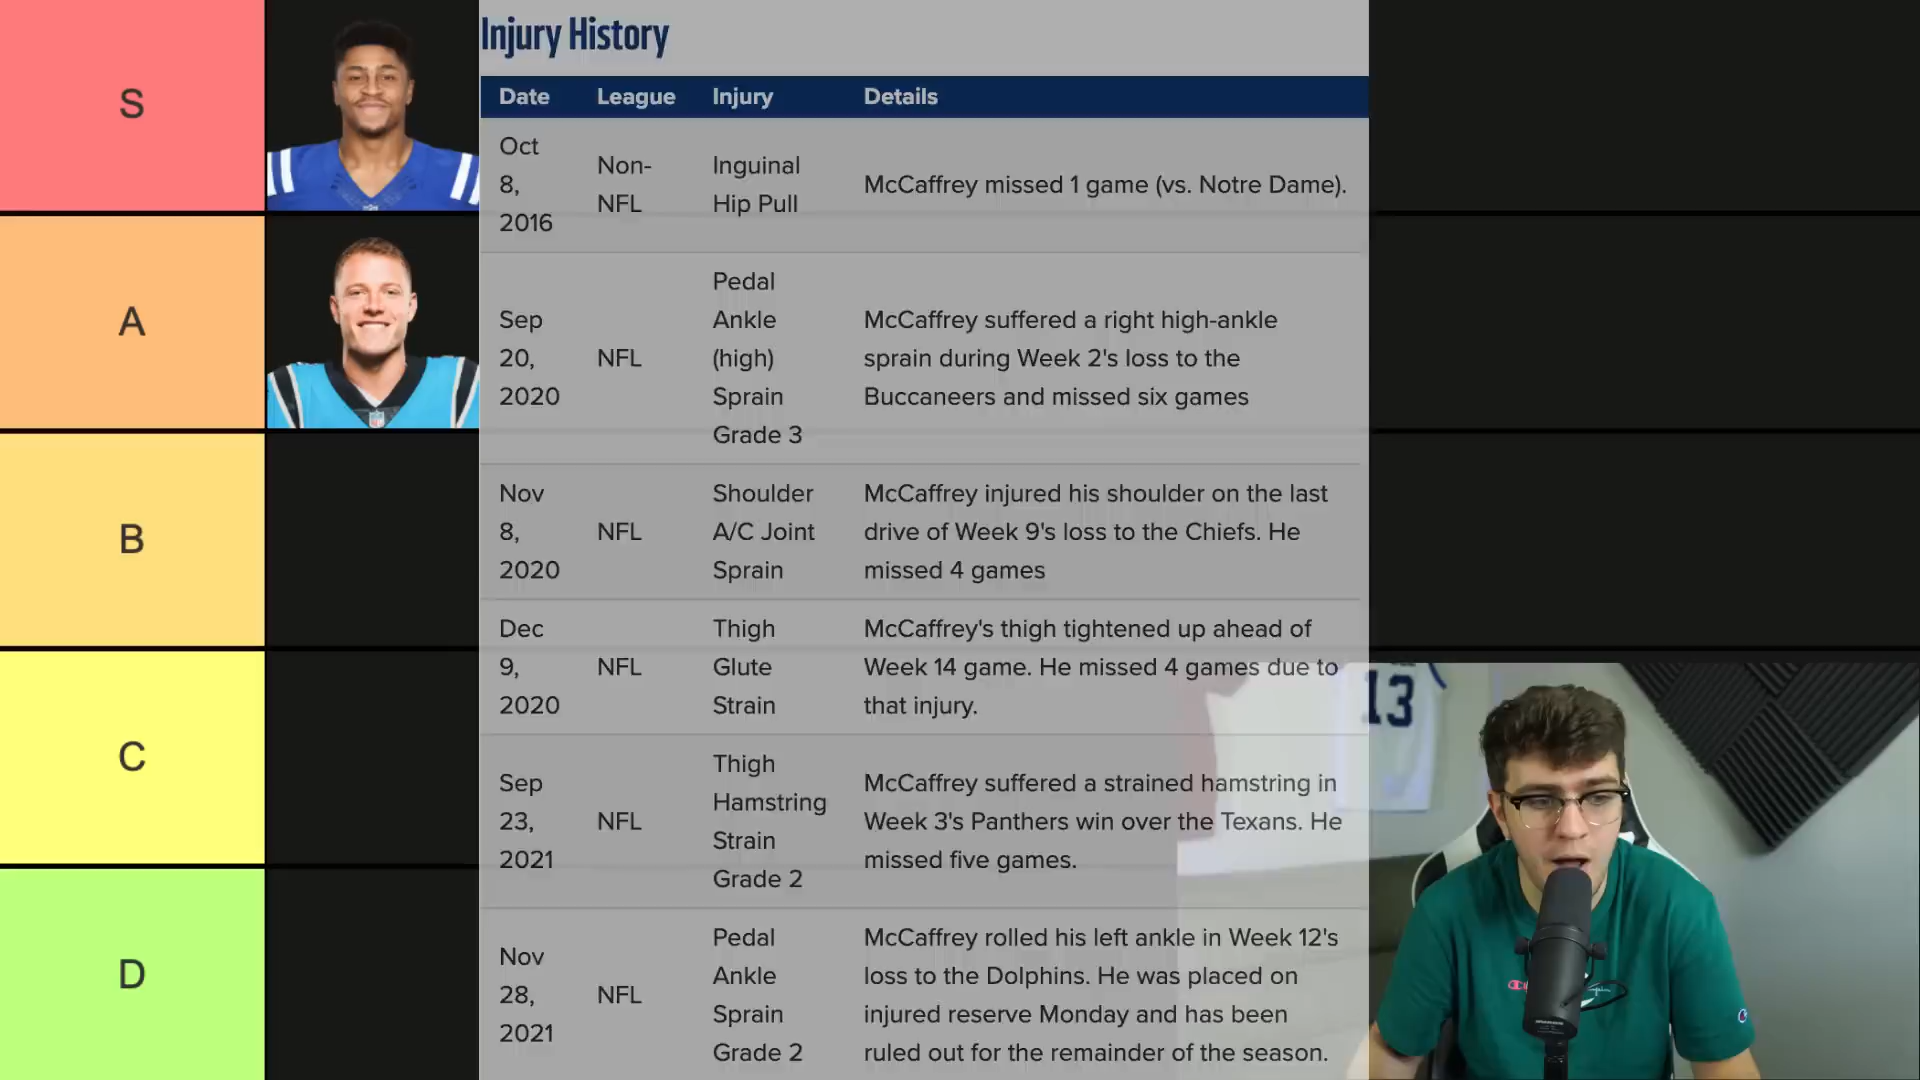 S
A
B
C
D
Injury History
Date League Injury Details
Oct
8,
2016
Non-
NFL
Inguinal
Hip Pull
McCaffrey missed 1 game (vs. Notre Dame).
Sep
20,
2020
NFL
Pedal
Ankle
(high)
Sprain
Grade 3
McCaffrey suffered a right high-ankle
sprain during Week 2's loss to the
Buccaneers and missed six games
Nov
8,
2020
NFL
Shoulder
A/C Joint
Sprain
McCaffrey injured his shoulder on the last
drive of Week 9's loss to the Chiefs. He
missed 4 games
Dec
9,
2020
NFL
Thigh
Glute
Strain
McCaffrey's thigh tightened up ahead of
Week 14 game. He missed 4 games due to
that injury.
Sep
23,
2021
NFL
Thigh
Hamstring
Strain
Grade 2
McCaffrey suffered a strained hamstring in
Week 3's Panthers win over the Texans. He
missed five games.
Nov
28,
2021
NFL
Pedal
Ankle
Sprain
Grade 2
McCaffrey rolled his left ankle in Week 12's
loss to the Dolphins. He was placed on
injured reserve Monday and has been
ruled out for the remainder of the season.
13